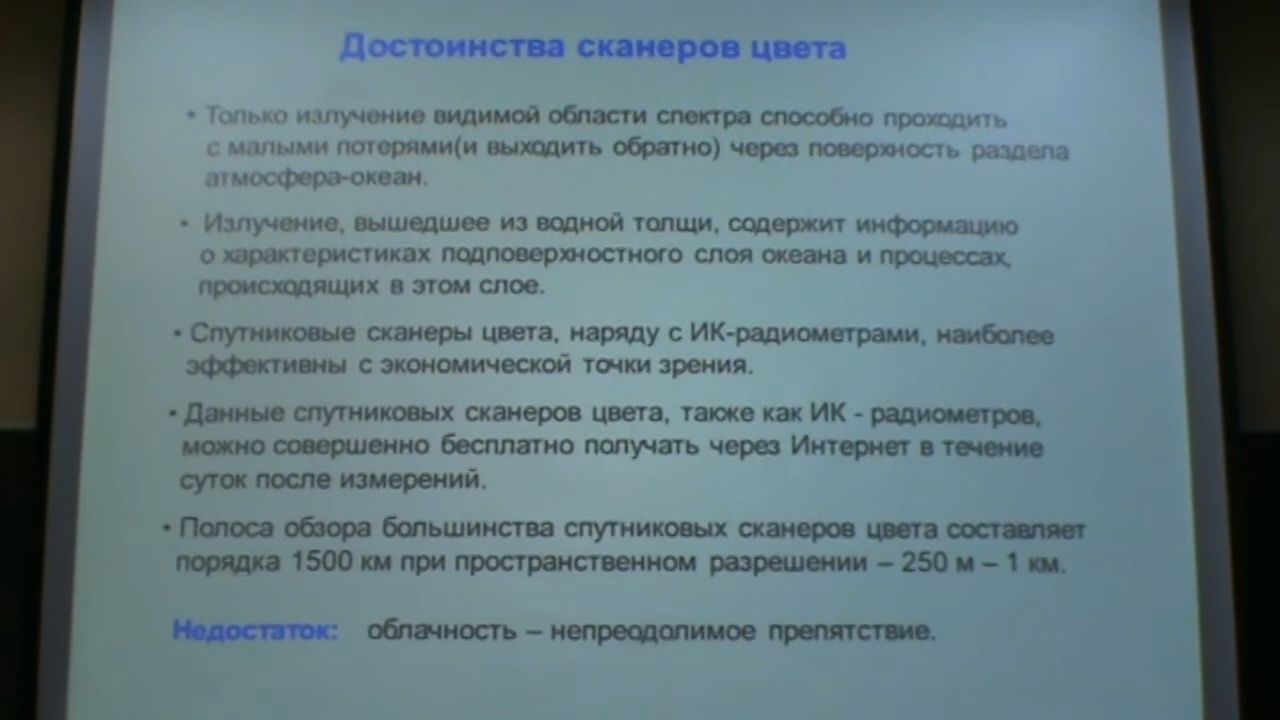 Достоинства сканеров цвета
• Только излучение видимой области спектра способно проходить
с малыми потерями(и выходить обратно) через поверхность раздела
атмосфера-океан.
• Излучение, вышедшее из водной толщи, содержит информацию
о характеристиках подповерхностного слоя океана и процессах,
происходящих в этом слое.
• Спутниковые сканеры цвета, наряду с ИК-радиометрами, наиболее
эффективны с экономической точки зрения.
• Данные спутниковых сканеров цвета, также как ИК - радиометров,
можно совершенно бесплатно получать через Интернет в течение
суток после измерений.
• Полоса обзора большинства спутниковых сканеров цвета составляет
порядка 1500 км при пространственном разрешении – 250 м – 1 км.
Недостаток: облачность – непреодолимое препятствие.